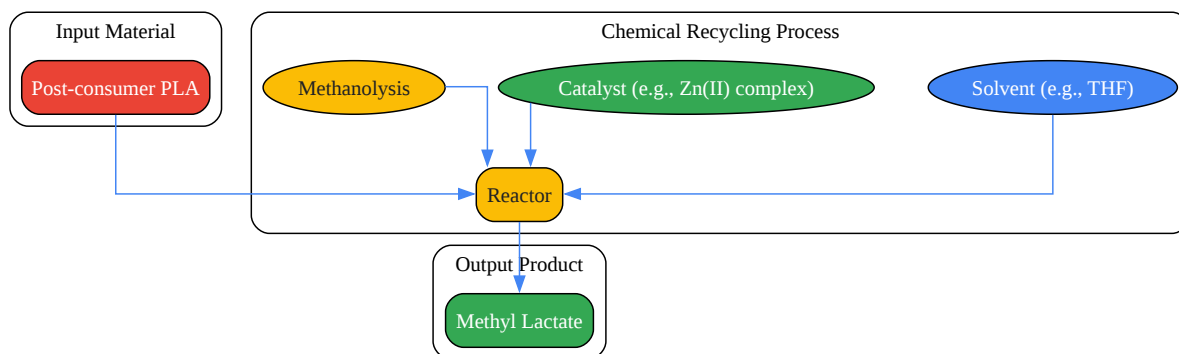 Input Material
Post-consumer PLA
Chemical Recycling Process
Methanolysis
Catalyst (e.g., Zn(II) complex)
Solvent (e.g., THF)
Reactor
Output Product
Methyl Lactate